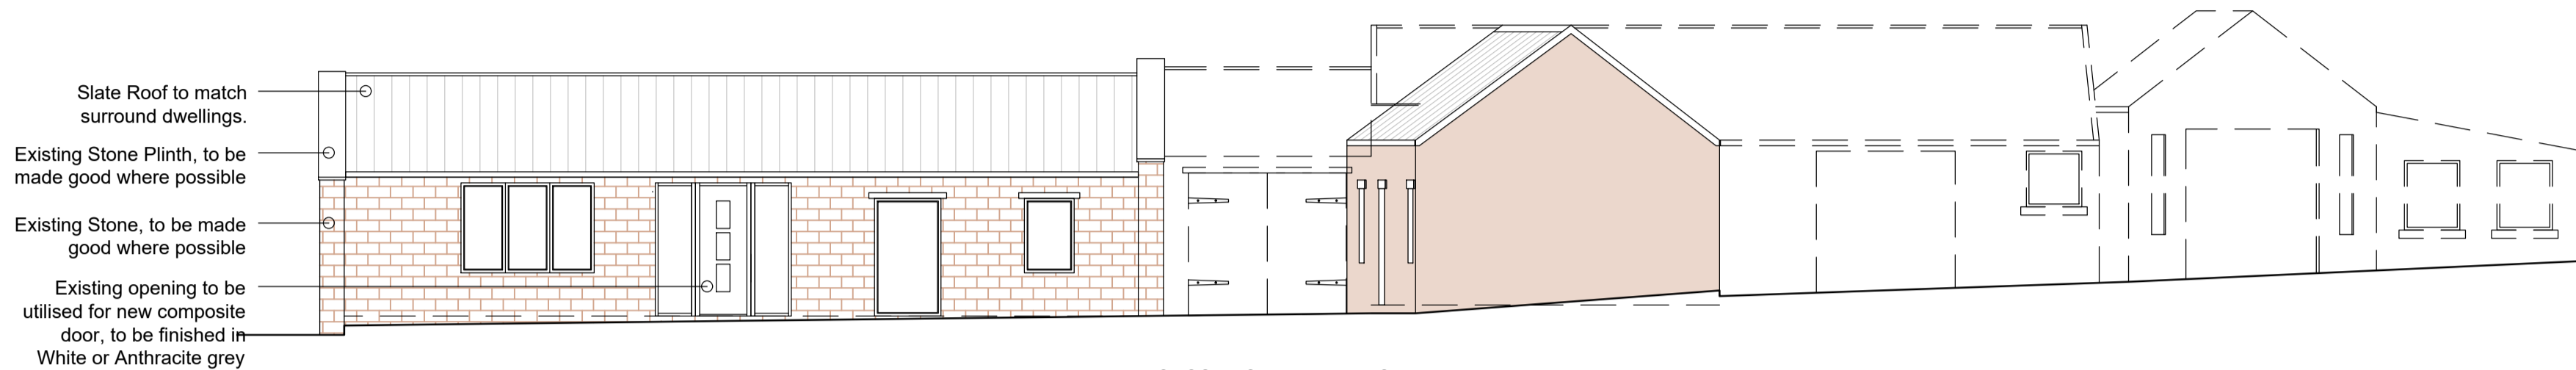 Slate Roof to match
surround dwellings.
Existing Stone Plinth, to be
made good where possible
Existing Stone, to be made
good where possible
Existing opening to be
utilised for new composite
door, to be finished in
White or Anthracite grey